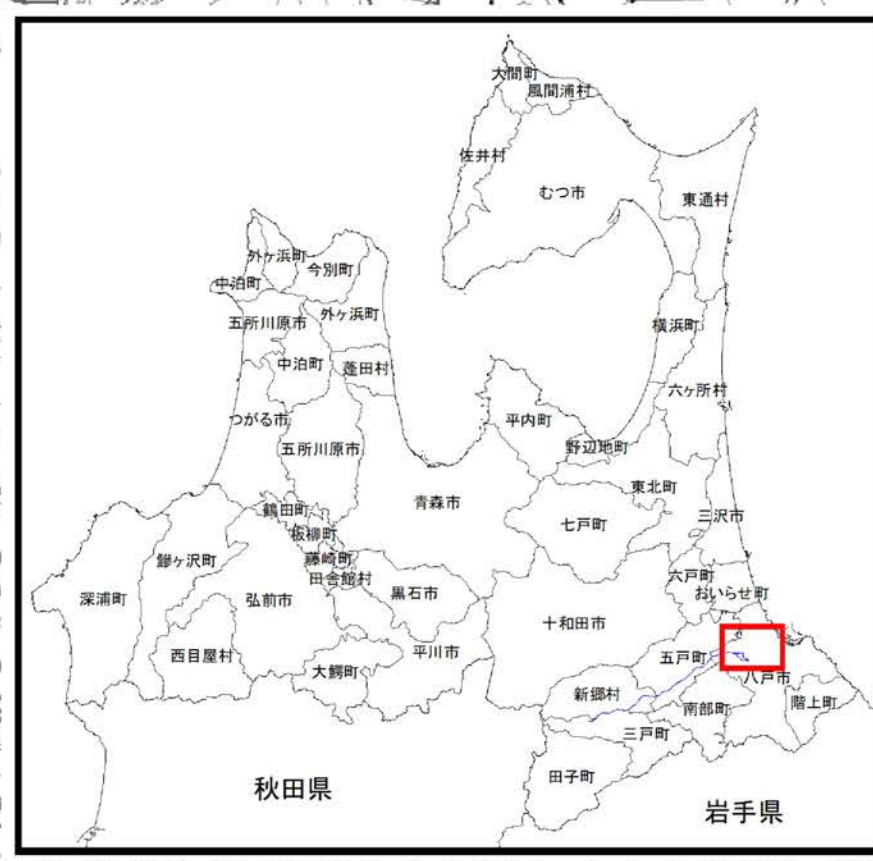 大間町
風間浦村
佐井村
むつ市
東通村
外ヶ浜町
今別町
中泊町
五所川原市
外ヶ浜町
横浜町
中泊町
蓬田村
六ヶ所村
つがる市
平内町
五所川原市
野辺地町
東北町
青森市
鶴田町
三沢市
七戸町
板柳町
鰺ヶ沢町
藤崎町
六戸町
田舎館村
黒石市
おいらせ町
深浦町
弘前市
十和田市
平川市
五戸町
西目屋村
大鰐町
八戸市
新郷村
南部町
階上町
三戸町
田子町
秋田県
岩手県